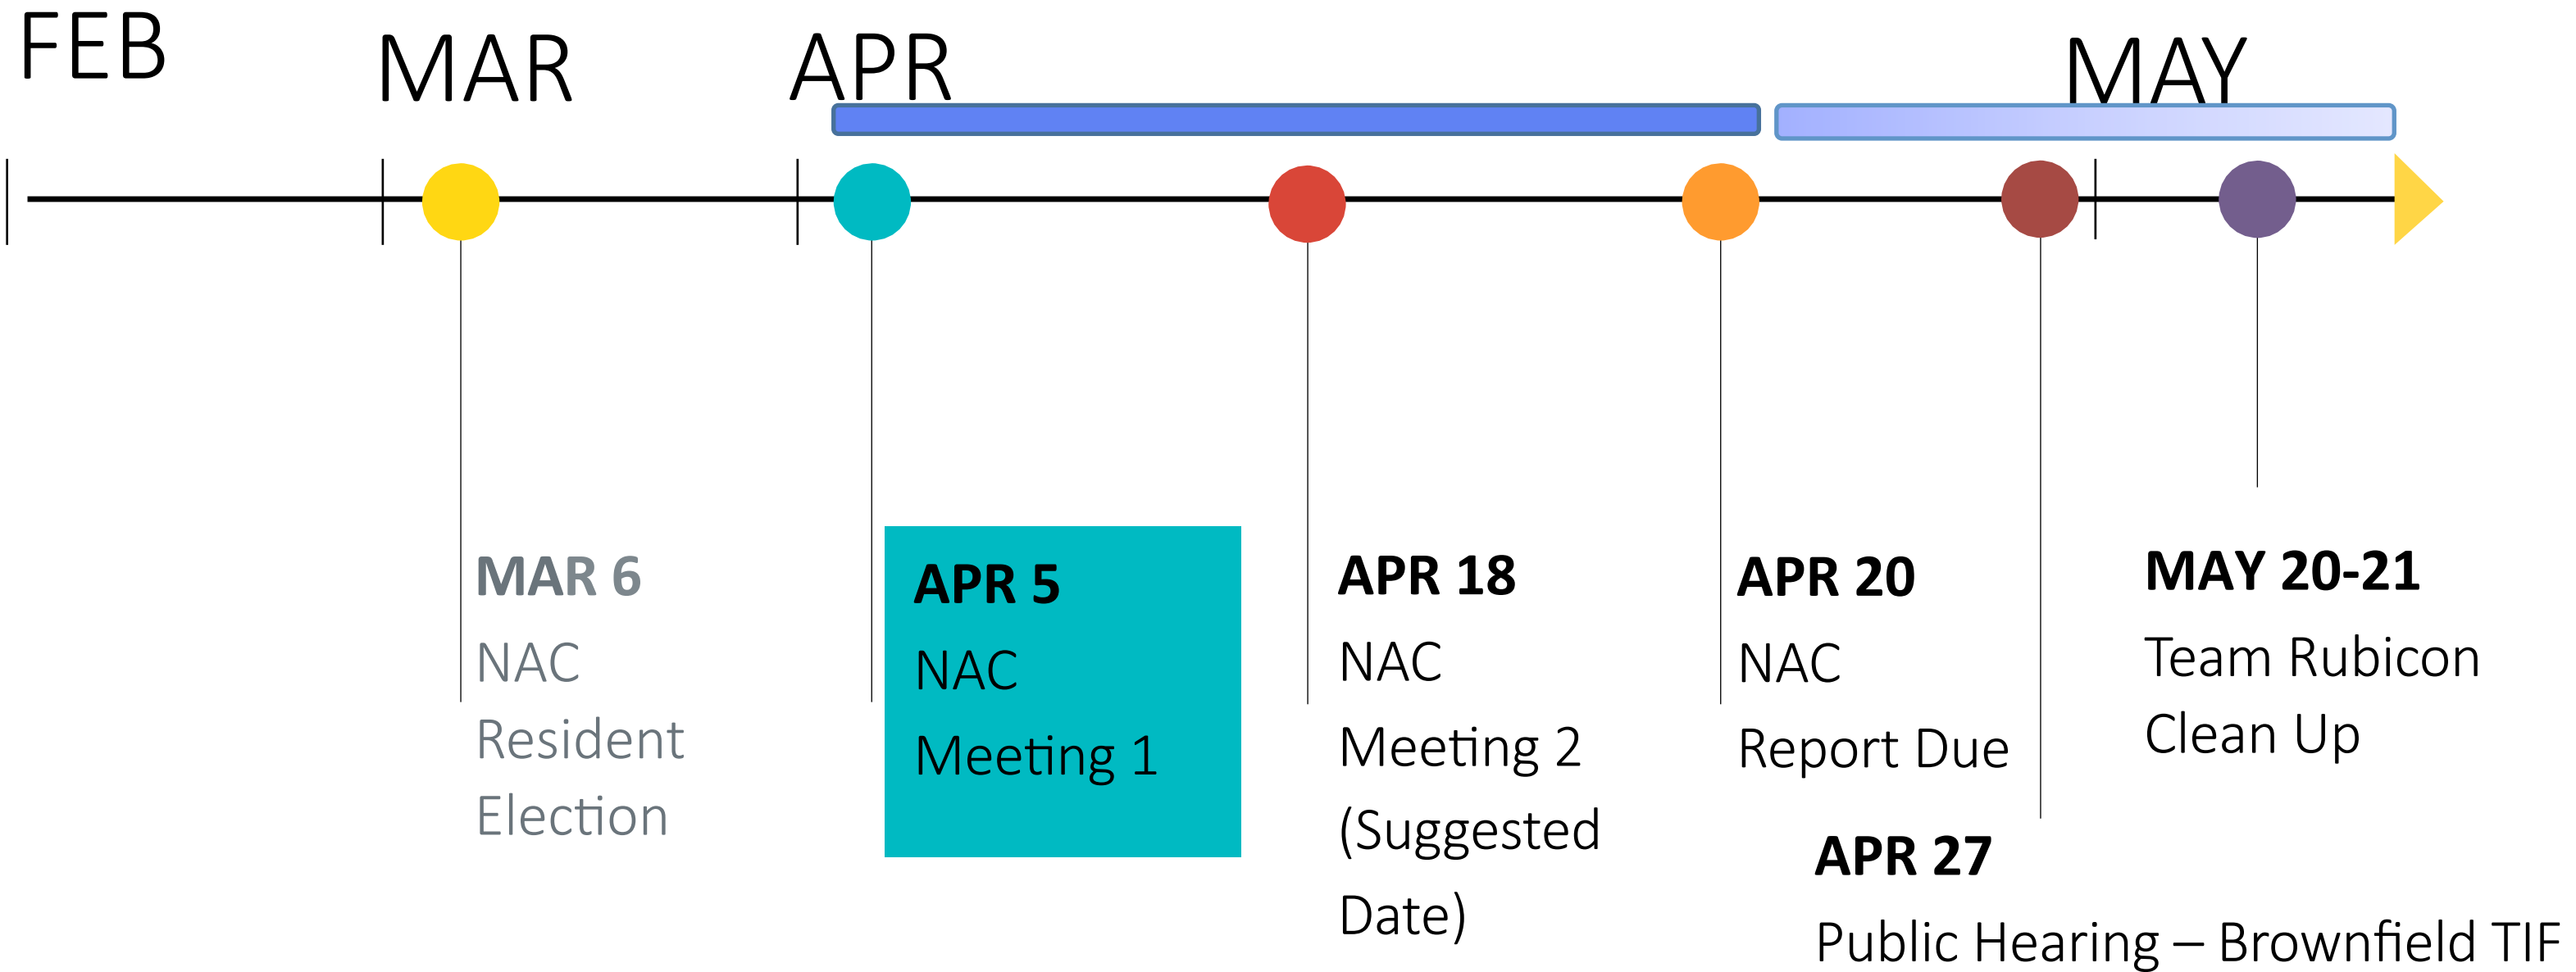 FEB
MAR
APR
MAY
MAR 6
NAC
Resident
Election
APR 5
NAC
Meeting 1
APR 18
NAC
Meeting 2
(Suggested
Date)
APR 20
NAC
Report Due
APR 27
Public Hearing – Brownfield TIF
MAY 20-21
Team Rubicon
Clean Up